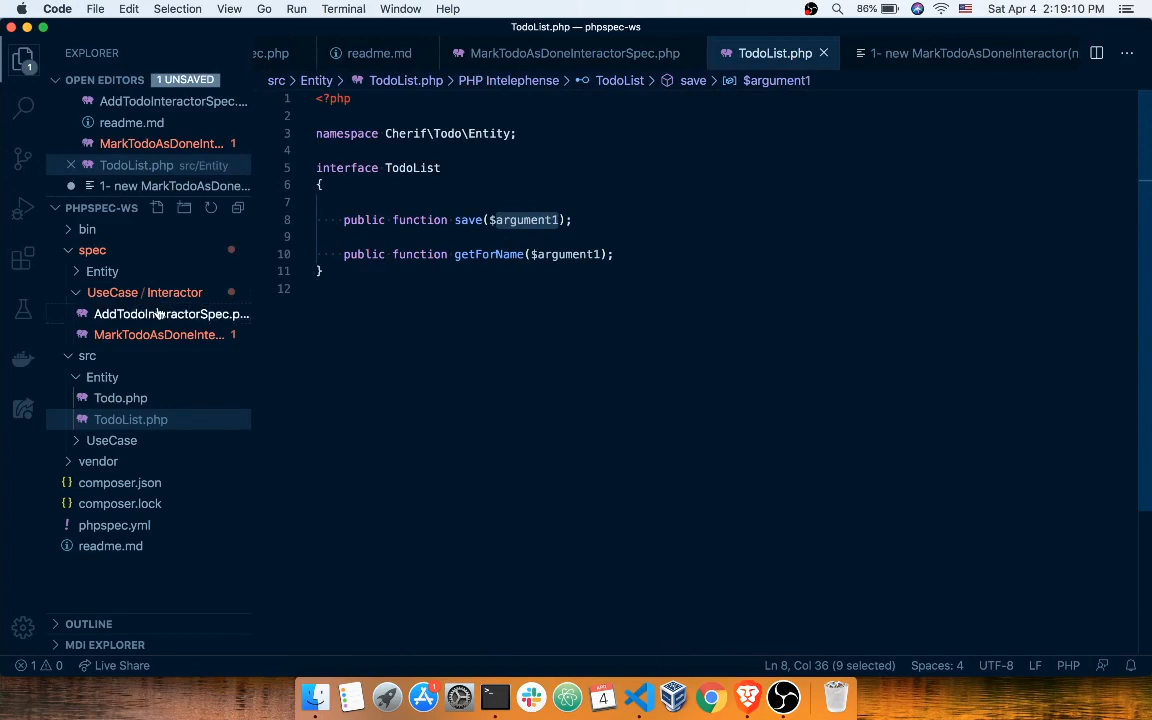 Code File Edit Selection View Go Run Terminal Window Help 86% Sat Apr 4 2:19:10 PM
TodoList.php — phpspec-ws
1
EXPLORER
ec.php readme.md MarkTodoAsDoneInteractorSpec.php TodoList.php 1- new MarkTodoAsDoneInteractor(n
OPEN EDITORS 1 UNSAVED
src > Entity > TodoList.php > PHP Intelephense > TodoList > save > $argument1
AddTodoInteractorSpec....
readme.md
MarkTodoAsDoneInt... 1
TodoList.php src/Entity
1- new MarkTodoAsDone...
PHPSPEC-WS
bin
spec
Entity
UseCase / Interactor
AddTodoInteractorSpec.p...
MarkTodoAsDoneInte... 1
src
Entity
Todo.php
TodoList.php
UseCase
vendor
composer.json
composer.lock
phpspec.yml
readme.md
OUTLINE
MDI EXPLORER
1 <?php
2
3 namespace Cherif\Todo\Entity;
4
5 interface TodoList
6 {
7
8 public function save($argument1);
9
10 public function getForName($argument1);
11 }
12
1 0 Live Share Ln 8, Col 36 (9 selected) Spaces: 4 UTF-8 LF PHP
APR
4